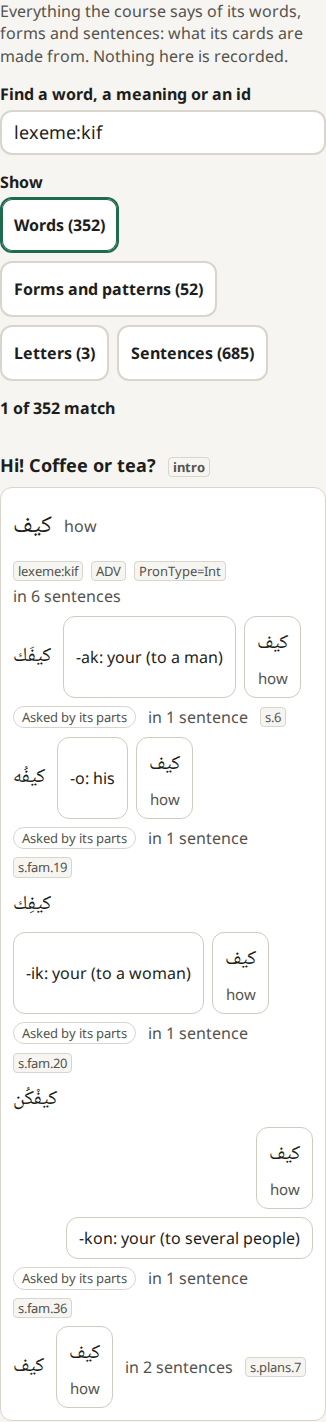 Everything the course says of its words,
forms and sentences: what its cards are
made from. Nothing here is recorded.
Find a word, a meaning or an id
lexeme:kif
Show
Words (352)
Forms and patterns (52)
Letters (3) Sentences (685)
1 of 352 match
Hi! Coffee or tea? intro
كيف how
lexeme:kif ADV PronType=Int
in 6 sentences
كيفَك -ak: your (to a man) كيف
how
Asked by its parts in 1 sentence s.6
كيفُه -o: his كيف
how
Asked by its parts in 1 sentence
s.fam.19
كيفِك
-ik: your (to a woman) كيف
how
Asked by its parts in 1 sentence
s.fam.20
كيفْكُن
كيف
how
-kon: your (to several people)
Asked by its parts in 1 sentence
s.fam.36
كيف كيف in 2 sentences s.plans.7
how